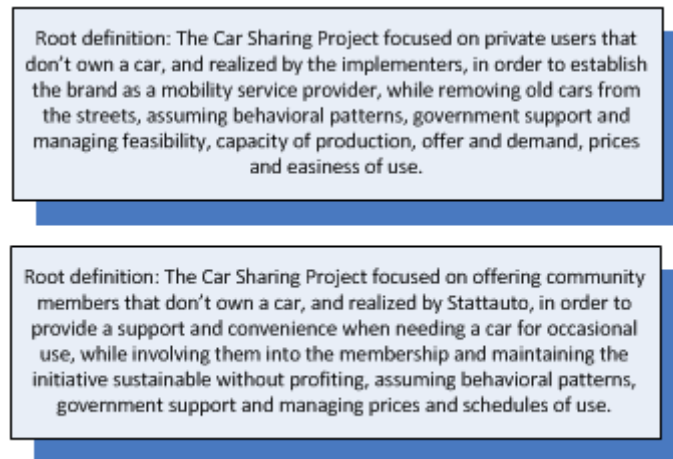 Root definition: The Car Sharing Project focused on private users that
don't own a car, and realized by the implementers, in order to establish
the brand as a mobility service provider, while removing old cars from
the streets, assuming behavioral patterns, government support and
managing feasibility, capacity of production, offer and demand, prices
and easiness of use.
Root definition: The Car Sharing Project focused on offering community
members that don't own a car, and realized by Stattauto, in order to
provide a support and convenience when needing a car for occasional
use, while involving them into the membership and maintaining the
initiative sustainable without profiting, assuming behavioral patterns,
government support and managing prices and schedules of use.